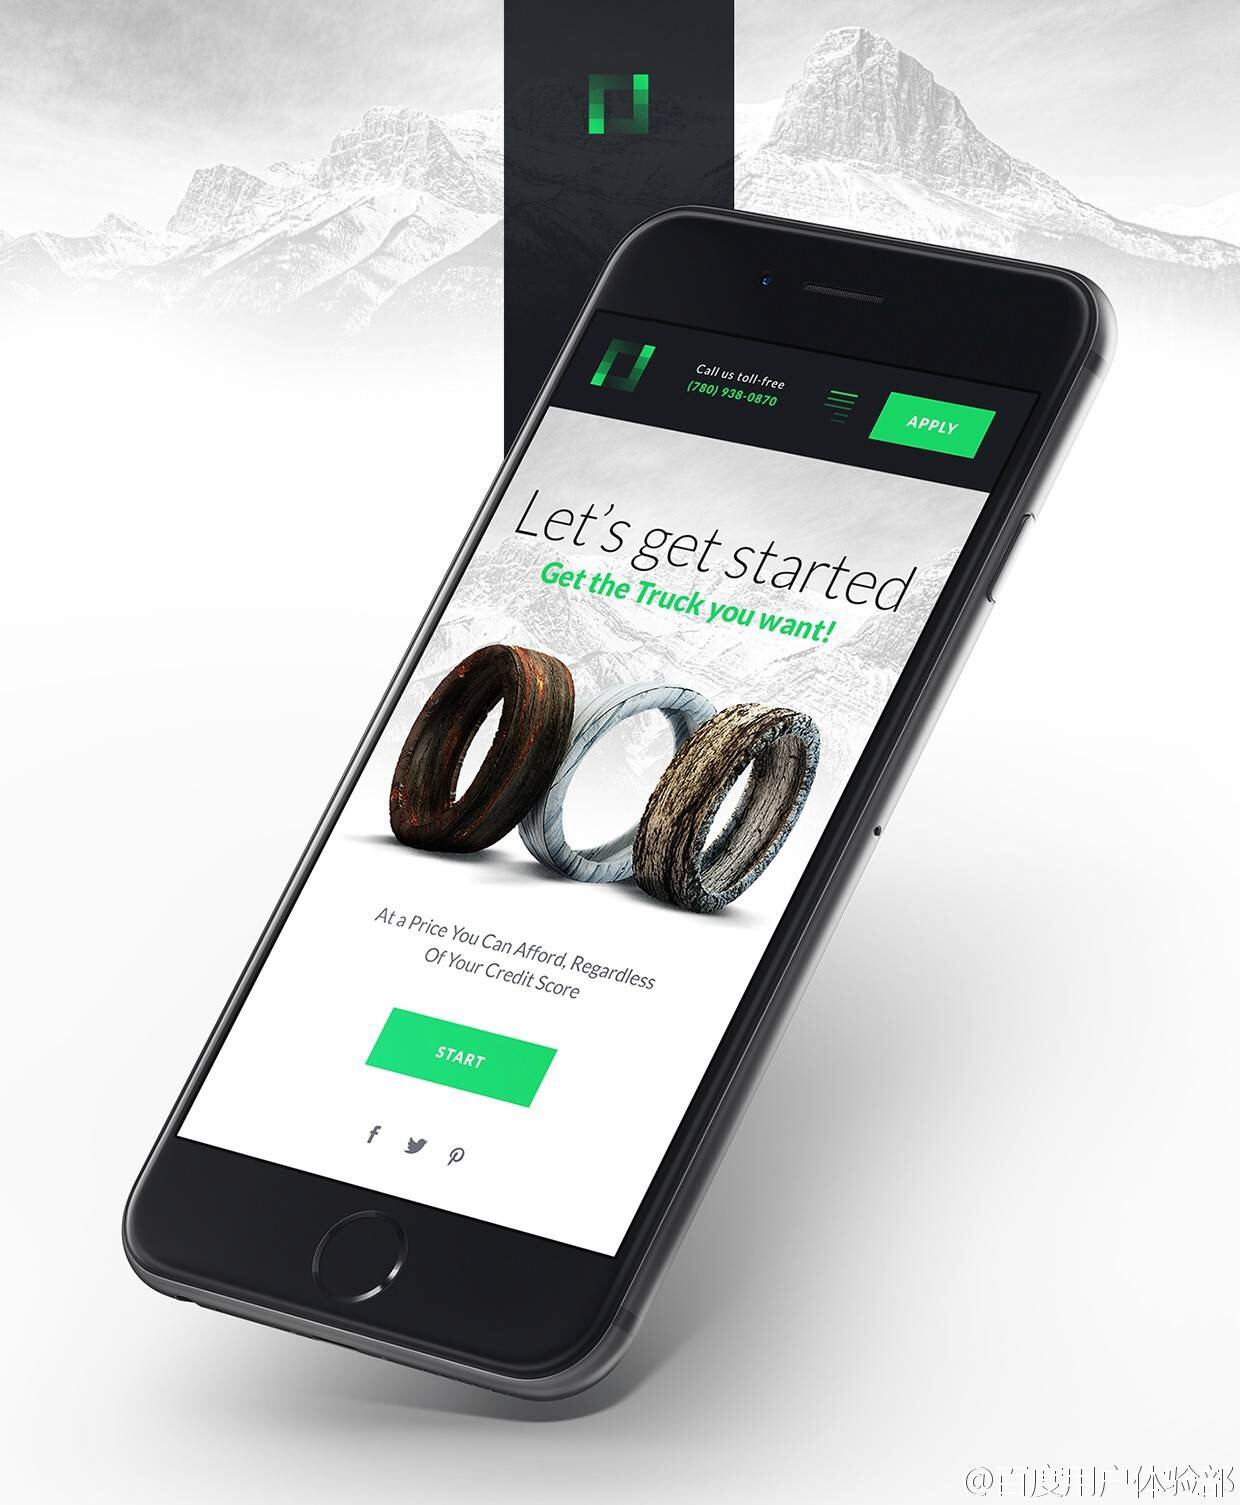 Call us toll-free
(780) 938-0870
APPLY
Let's get started
Get the Truck you want!
At a Price You Can Afford, Regardless
Of Your Credit Score
START
@百度用户体验部